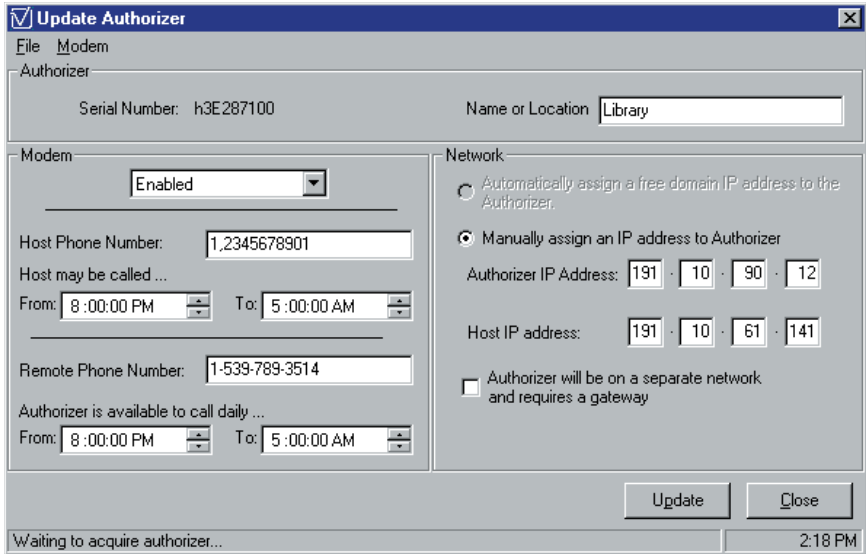 Update Authorizer
File Modem
Authorizer
Serial Number: h3E287100 Name or Location Library
Modem
Enabled
Host Phone Number: 1,2345678901
Host may be called ...
From: 8:00:00 PM To: 5:00:00 AM
Remote Phone Number: 1-539-789-3514
Authorizer is available to call daily ...
From: 8:00:00 PM To: 5:00:00 AM
Network
Automatically assign a free domain IP address to the
Authorizer.
Manually assign an IP address to Authorizer
Authorizer IP Address: 191 . 10 . 90 . 12
Host IP address: 191 . 10 . 61 . 141
Authorizer will be on a separate network
and requires a gateway
Update Close
Waiting to acquire authorizer... 2:18 PM